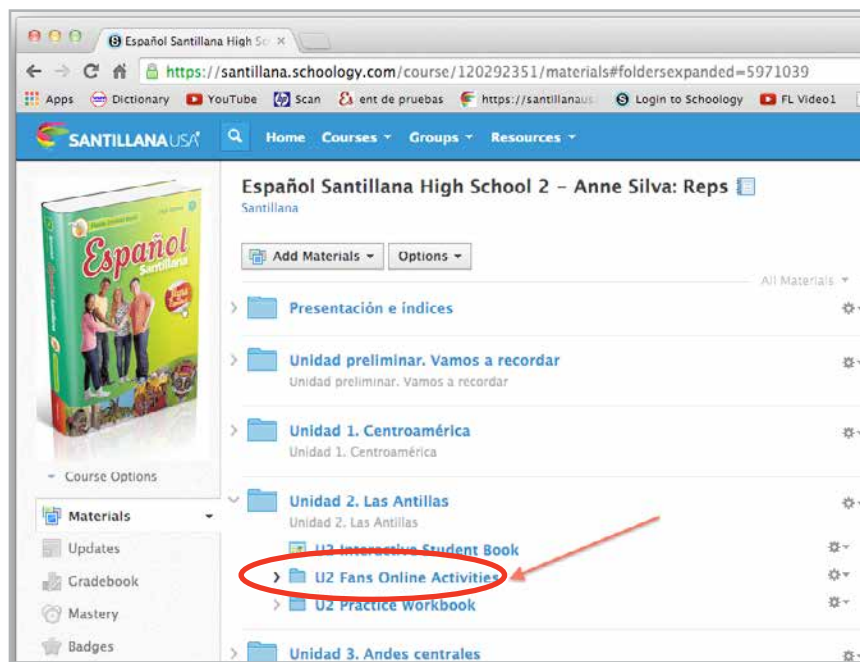 Español Santillana High Sc
https://santillana.schoology.com/course/120292351/materials#foldersexpanded=5971039
Apps Dictionary YouTube Scan ent de pruebas https://santillanaus Login to Schoology FL Video1
SANTILLANA USA Home Courses Groups Resources
Español Santillana High School 2 – Anne Silva: Reps
Santillana
Add Materials Options
All Materials
Español
Santillana
Presentación e índices
Unidad preliminar. Vamos a recordar
Unidad preliminar. Vamos a recordar
Unidad 1. Centroamérica
Unidad 1. Centroamérica
Course Options
Unidad 2. Las Antillas
Unidad 2. Las Antillas
Materials
U2 Interactive Student Book
Updates
U2 Fans Online Activities
Gradebook
U2 Practice Workbook
Mastery
Badges
Unidad 3. Andes centrales